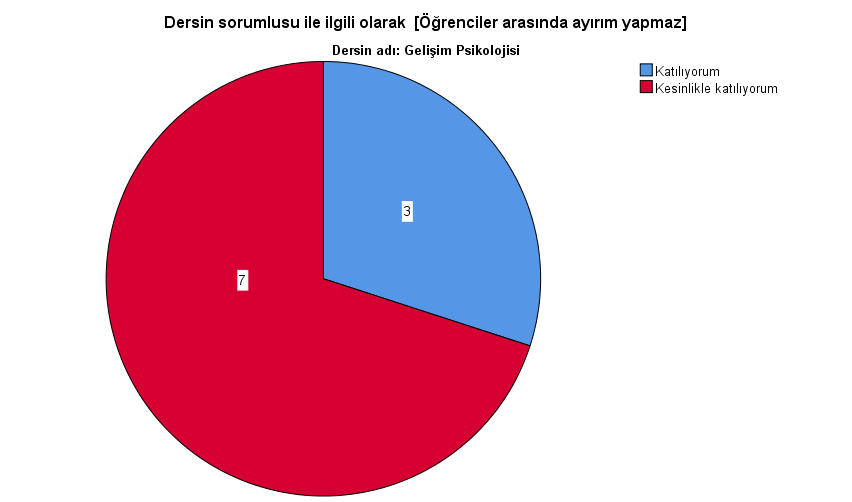 Dersin sorumlusu ile ilgili olarak [Öğrenciler arasında ayırım yapmaz]
Dersin adı: Gelişim Psikolojisi
Katılıyorum
Kesinlikle katılıyorum
3
7